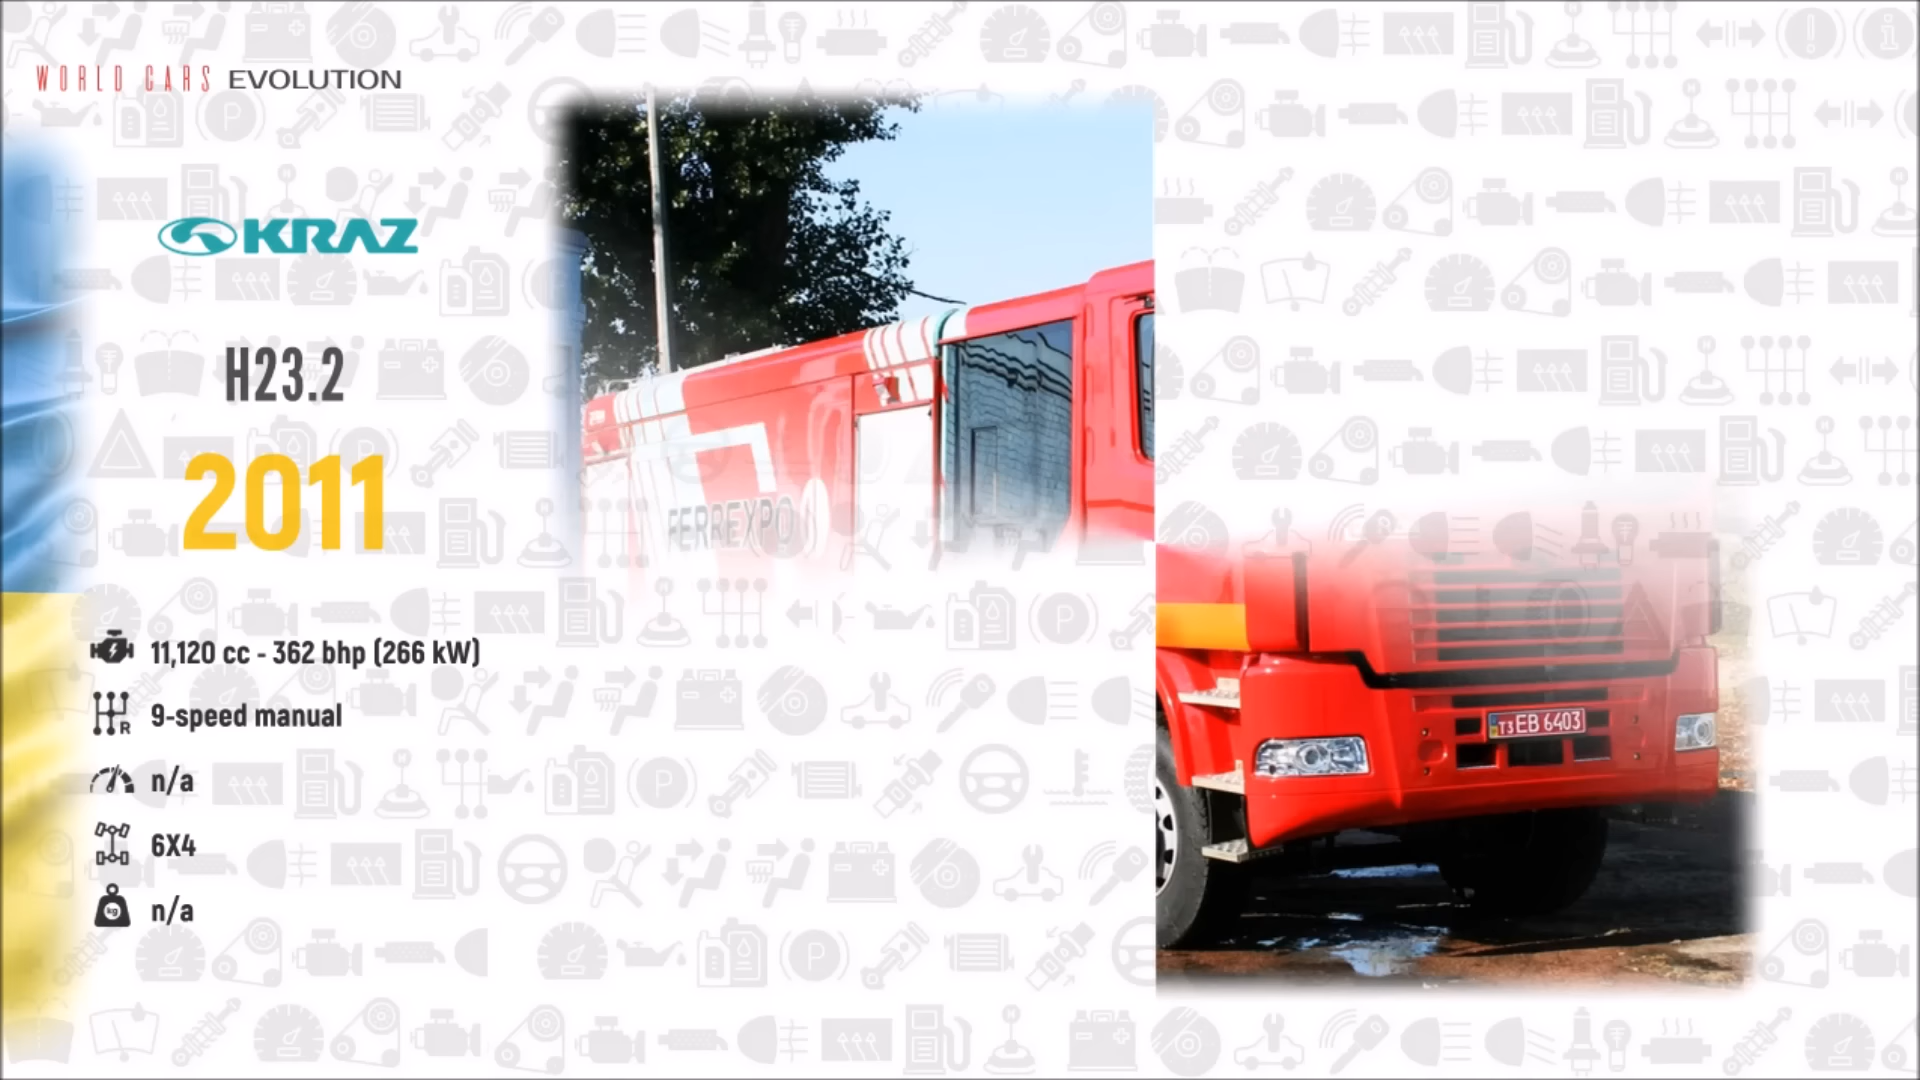 WORLD CARS EVOLUTION
KRAZ
H23.2
2011
11,120 cc - 362 bhp (266 kW)
9-speed manual
n/a
6X4
kg
n/a
R
FERREXPO
T3 EB 6403